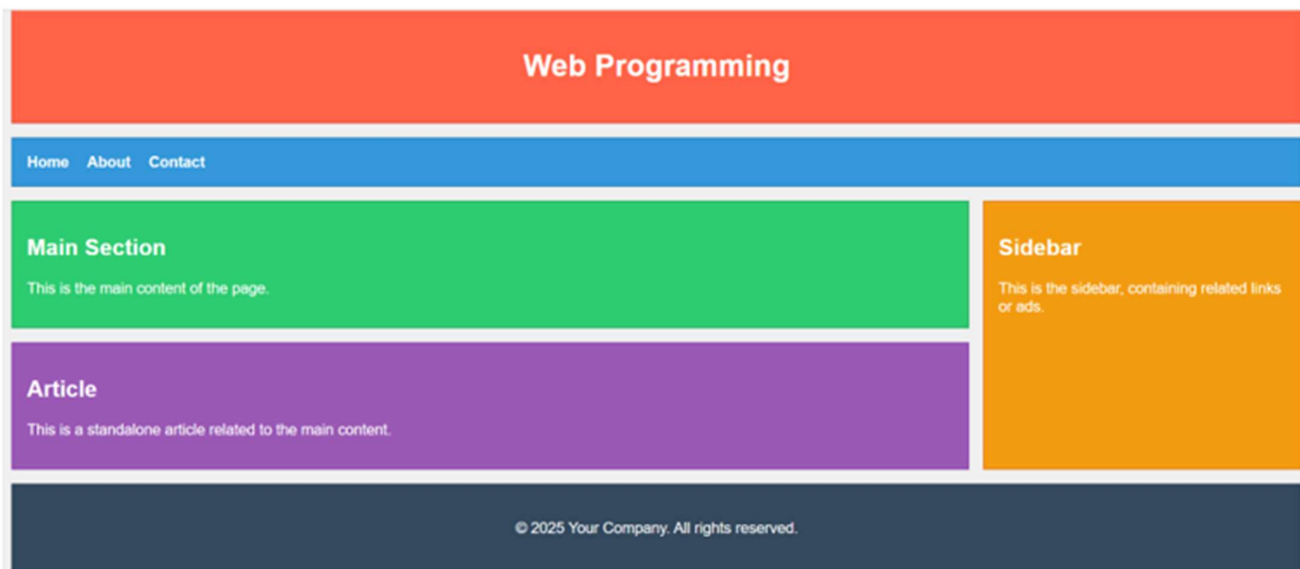 Web Programming
Home About Contact
Main Section
This is the main content of the page.
Sidebar
This is the sidebar, containing related links
or ads.
Article
This is a standalone article related to the main content.
© 2025 Your Company. All rights reserved.